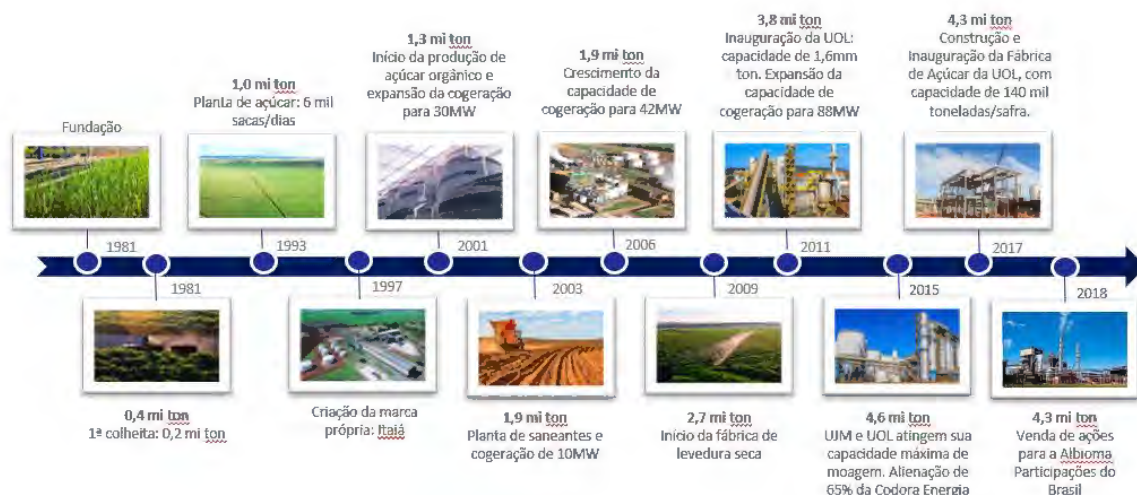 Fundação
1981
1,0 mi ton
Planta de açúcar: 6 mil
sacas/dias
1993
1,3 mi ton
Início da produção de
açúcar orgânico e
expansão da cogeração
para 30MW
2001
1,9 mi ton
Crescimento da
capacidade de
cogeração para 42MW
2006
3,8 mi ton
Inauguração da UOL:
capacidade de 1,6mm
ton. Expansão da
capacidade de
cogeração para 88MW
2011
4,3 mi ton
Construção e
Inauguração da Fábrica
de Açúcar da UOL, com
capacidade de 140 mil
toneladas/safra.
2017
1981
0,4 mi ton
1ª colheita: 0,2 mi ton
1997
Criação da marca
própria: Itajá
2003
1,9 mi ton
Planta de saneantes e
cogeração de 10MW
2009
2,7 mi ton
Início da fábrica de
levedura seca
2015
4,6 mi ton
UJM e UOL atingem sua
capacidade máxima de
moagem. Alienação de
65% da Codora Energia
2018
4,3 mi ton
Venda de ações
para a Albioma
Participações do
Brasil